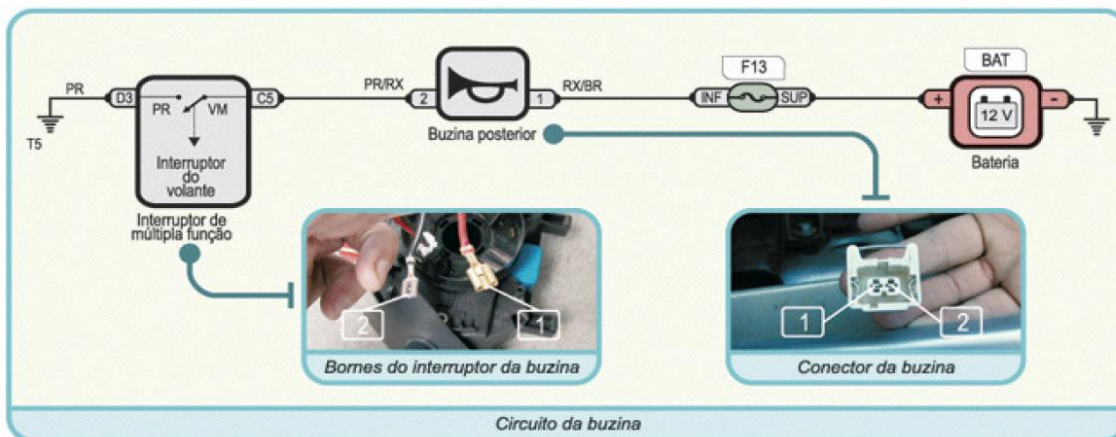 F13
BAT
PR
D3
PR
VM
C5
PR/RX
2
1
RX/BR
INF
SUP
+
12 V
-
T5
Interruptor
do
volante
Buzina posterior
Bateria
Interruptor de
múltipla função
2
1
Bornes do interruptor da buzina
1
2
Conector da buzina
Circuito da buzina